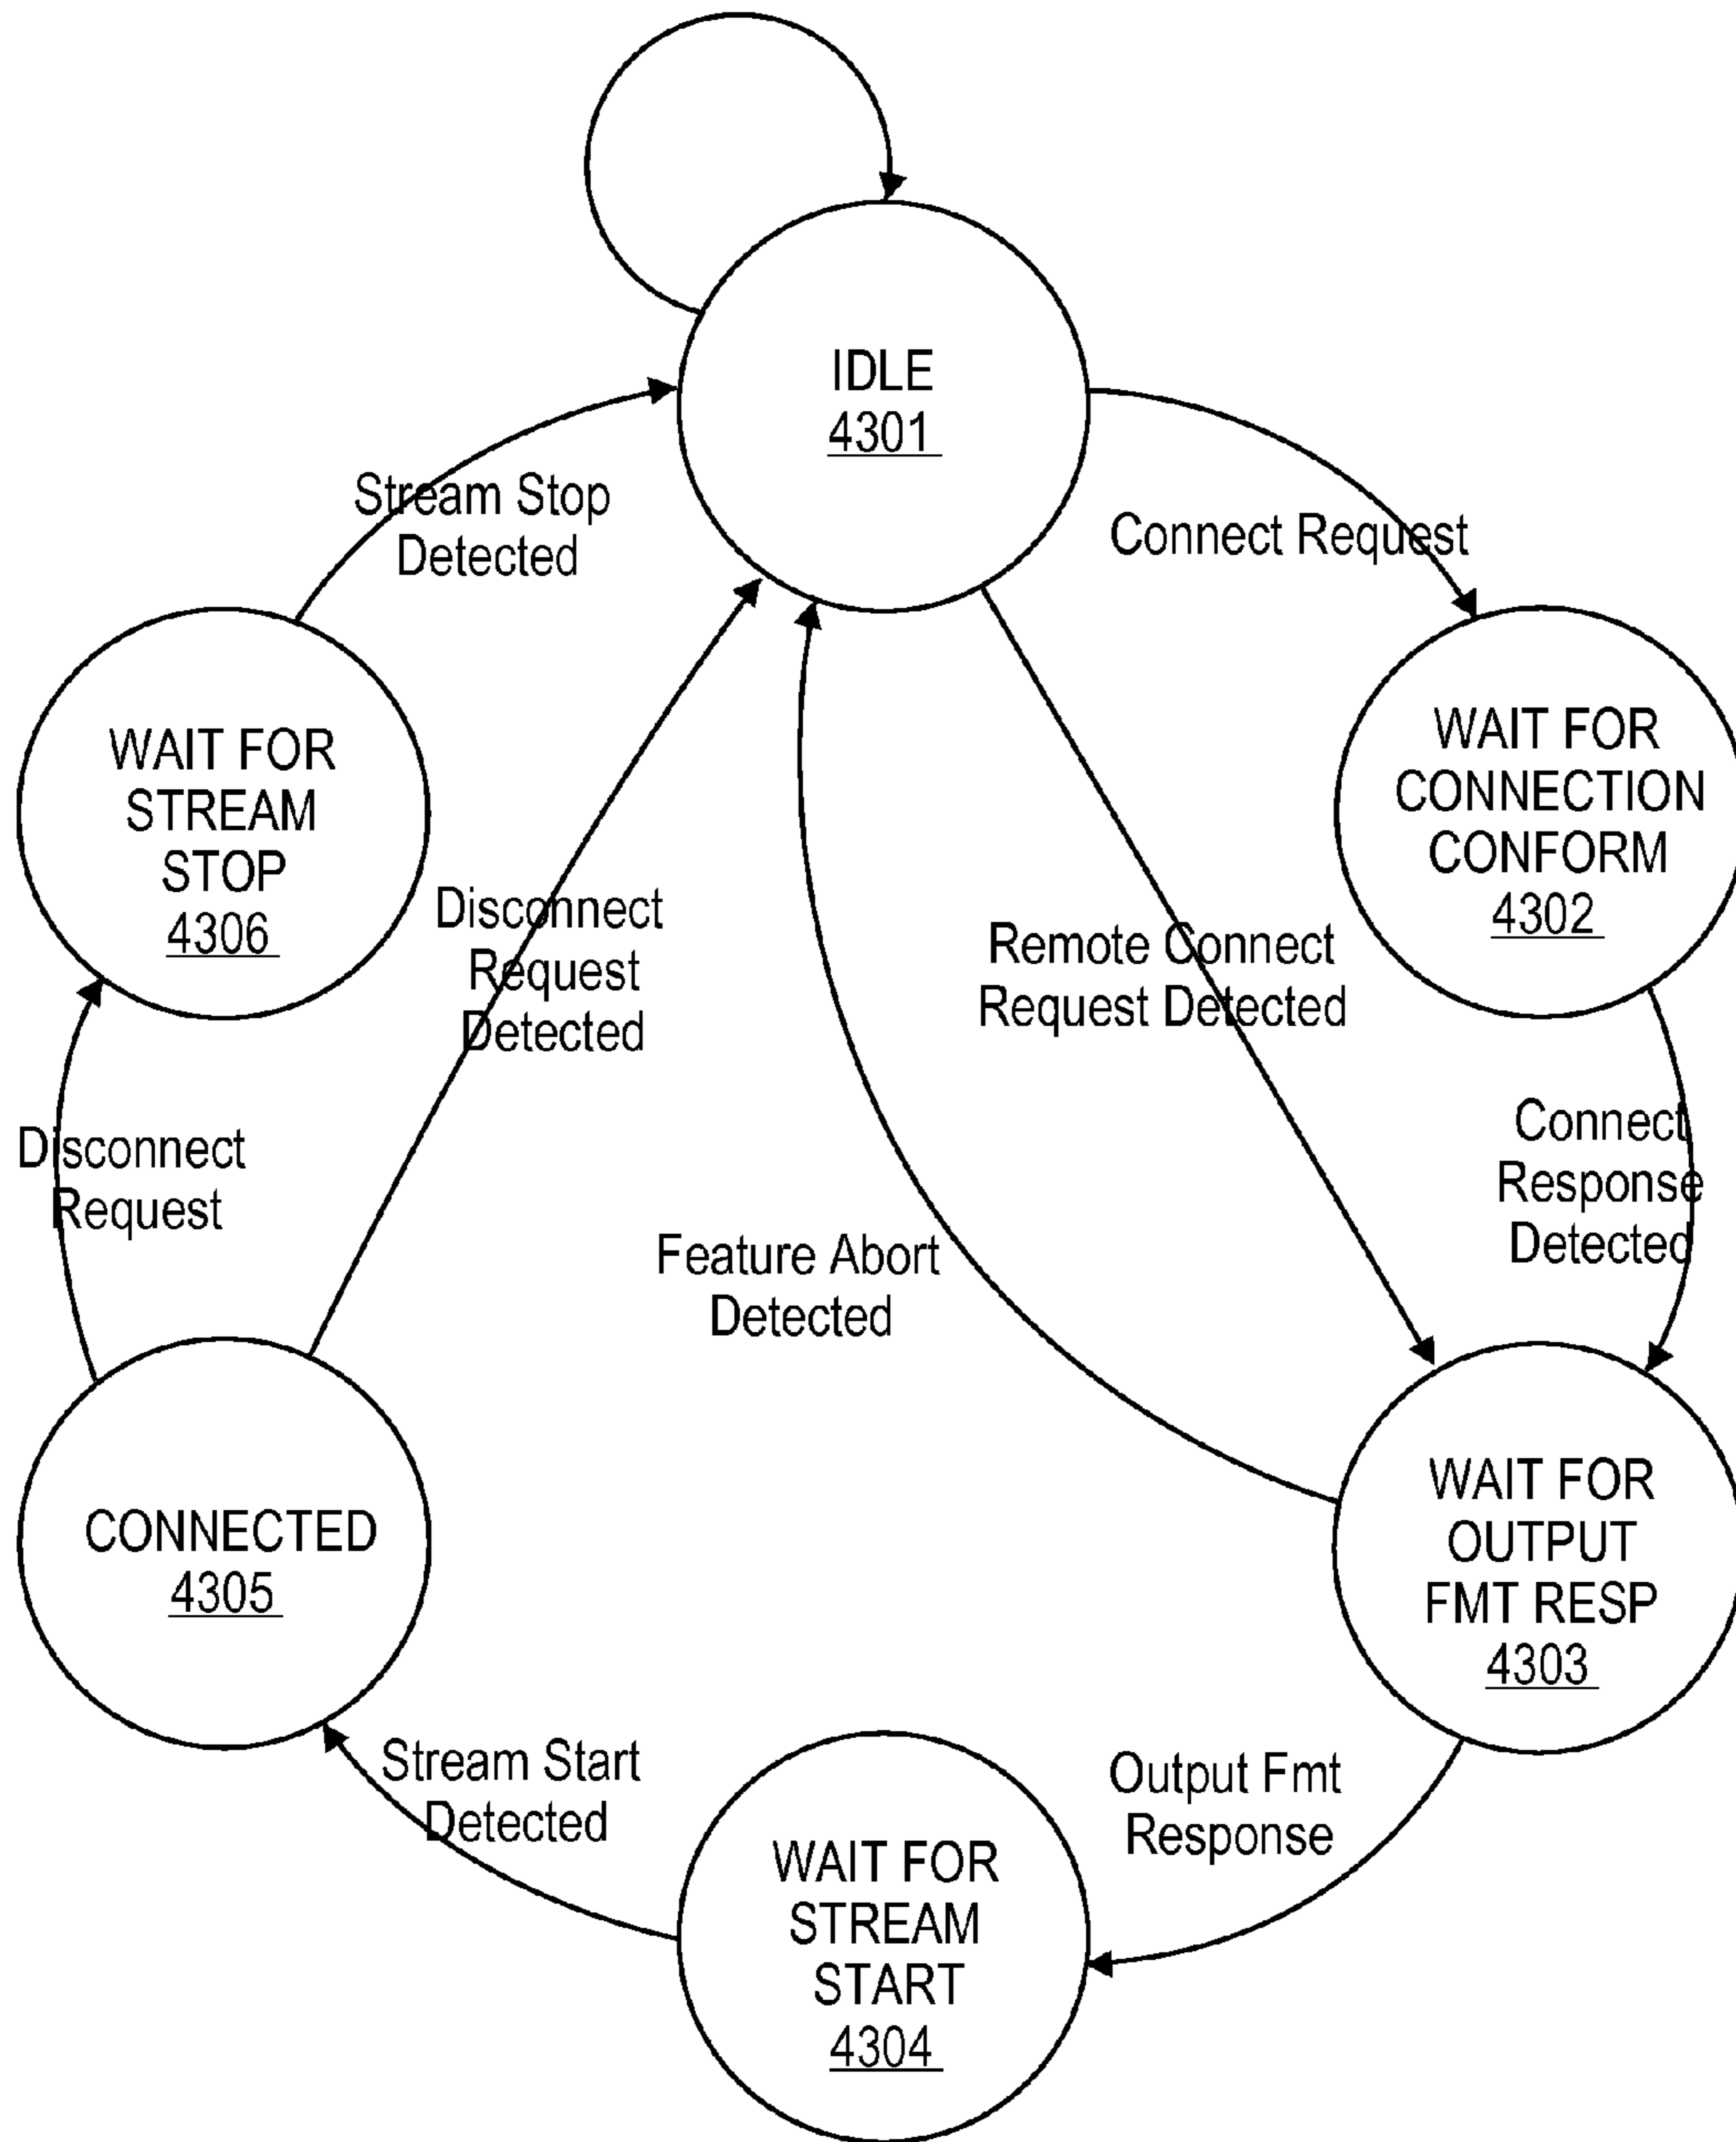 IDLE
4301
Stream Stop
Detected
Connect Request
WAIT FOR
STREAM
STOP
4306
WAIT FOR
CONNECTION
CONFORM
4302
Disconnect
Request
Detected
Remote Connect
Request Detected
Disconnect
Request
Connect
Response
Detected
Feature Abort
Detected
CONNECTED
4305
WAIT FOR
OUTPUT
FMT RESP
4303
Stream Start
Detected
Output Fmt
Response
WAIT FOR
STREAM
START
4304